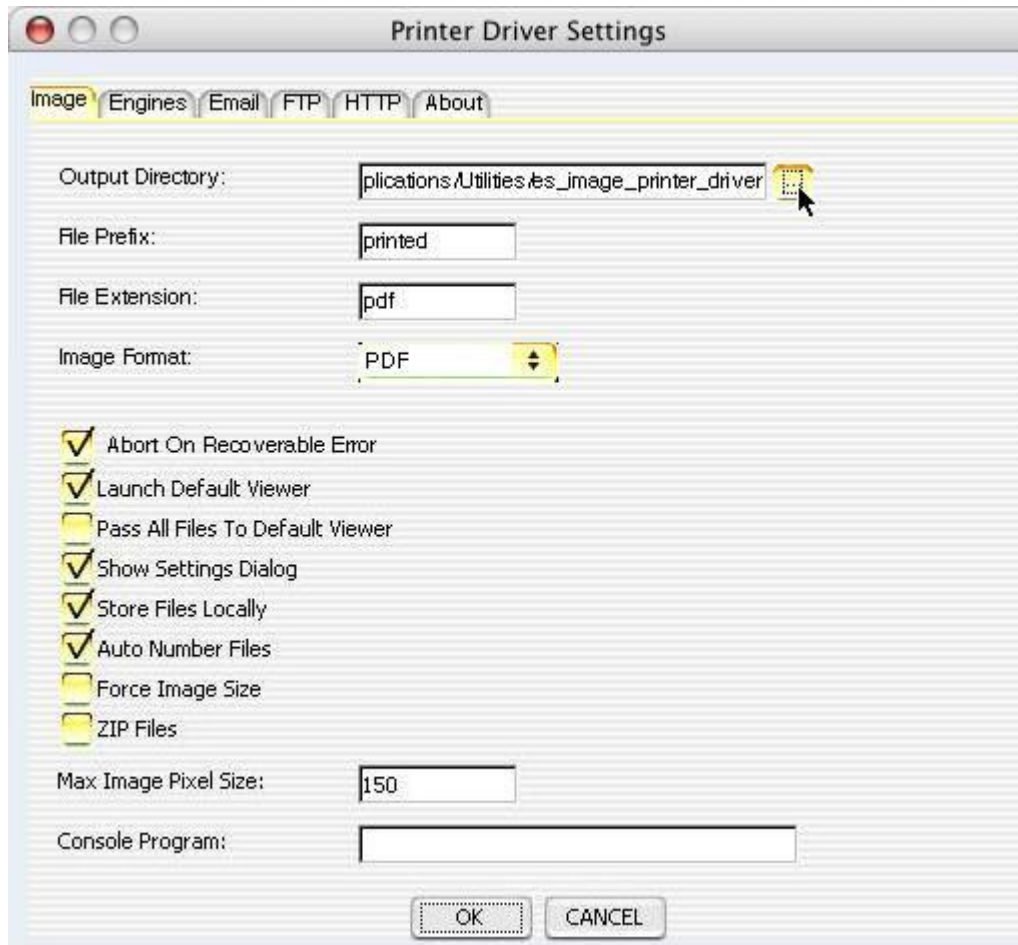 Printer Driver Settings
Image Engines Email FTP HTTP About
Output Directory: plications/Utilities/es_image_printer_driver ...
File Prefix: printed
File Extension: pdf
Image Format: PDF
Abort On Recoverable Error
Launch Default Viewer
Pass All Files To Default Viewer
Show Settings Dialog
Store Files Locally
Auto Number Files
Force Image Size
ZIP Files
Max Image Pixel Size: 150
Console Program:
OK CANCEL